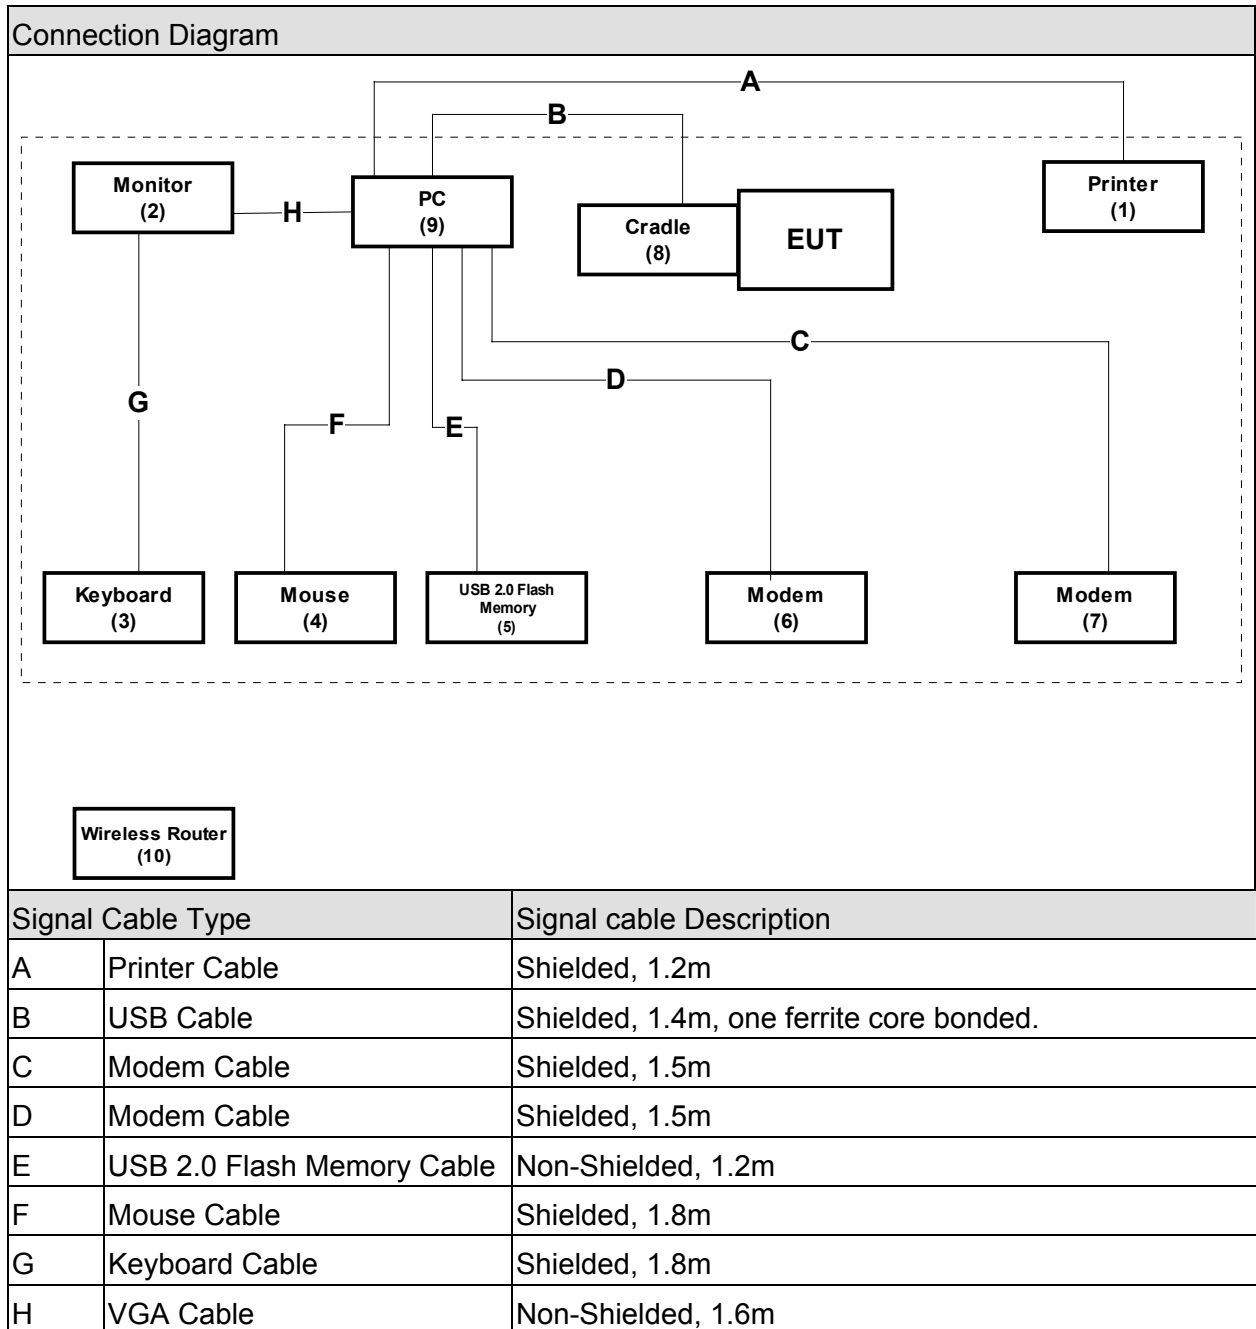 Connection Diagram
A
B
Monitor
(2)
H
PC
(9)
Cradle
(8)
EUT
Printer
(1)
C
D
G
F
E
Keyboard
(3)
Mouse
(4)
USB 2.0 Flash
Memory
(5)
Modem
(6)
Modem
(7)
Wireless Router
(10)
Signal Cable Type Signal cable Description
A Printer Cable Shielded, 1.2m
B USB Cable Shielded, 1.4m, one ferrite core bonded.
C Modem Cable Shielded, 1.5m
D Modem Cable Shielded, 1.5m
E USB 2.0 Flash Memory Cable Non-Shielded, 1.2m
F Mouse Cable Shielded, 1.8m
G Keyboard Cable Shielded, 1.8m
H VGA Cable Non-Shielded, 1.6m